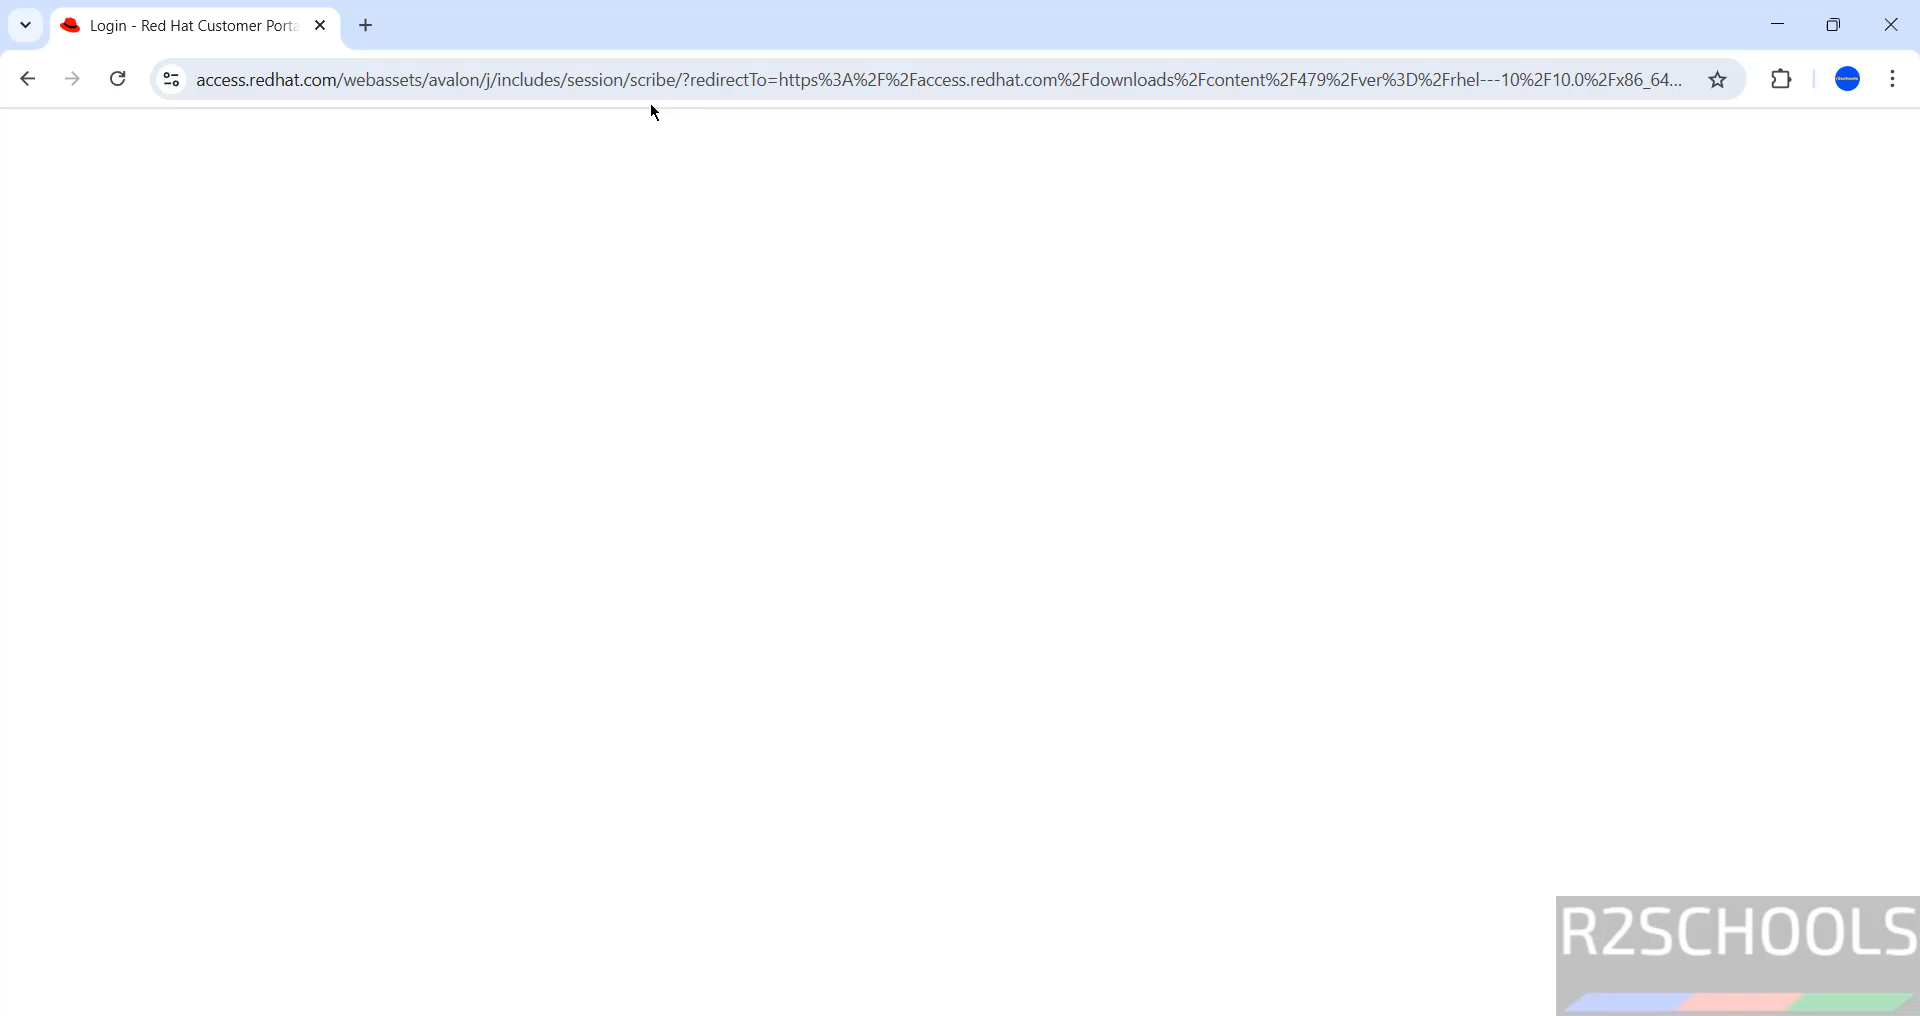 Login - Red Hat Customer Porta
access.redhat.com/webassets/avalon/j/includes/session/scribe/?redirectTo=https%3A%2F%2Faccess.redhat.com%2Fdownloads%2Fcontent%2F479%2Fver%3D%2Frhel---10%2F10.0%2Fx86_64...
R2SCHOOLS